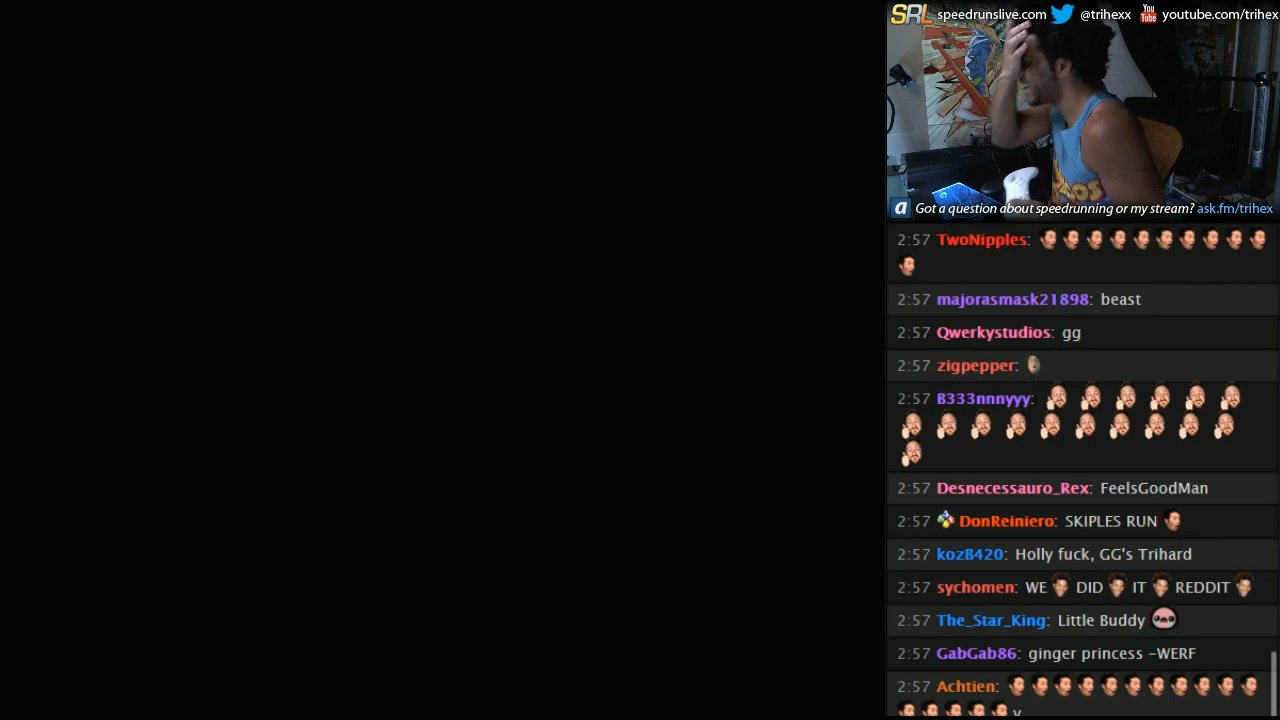 SRL speedrunslive.com @trihexx You Tube youtube.com/trihex
a Got a question about speedrunning or my stream? ask.fm/trihex
2:57 TwoNipples:
2:57 majorasmask21898: beast
2:57 Qwerkystudios: gg
2:57 zigpepper:
2:57 B333nnnyyy:
2:57 Desnecessauro_Rex: FeelsGoodMan
2:57 DonReiniero: SKIPLES RUN
2:57 kozB420: Holly fuck, GG's Trihard
2:57 sychomen: WE DID IT REDDIT
2:57 The_Star_King: Little Buddy
2:57 GabGab86: ginger princess -WERF
2:57 Achtien: